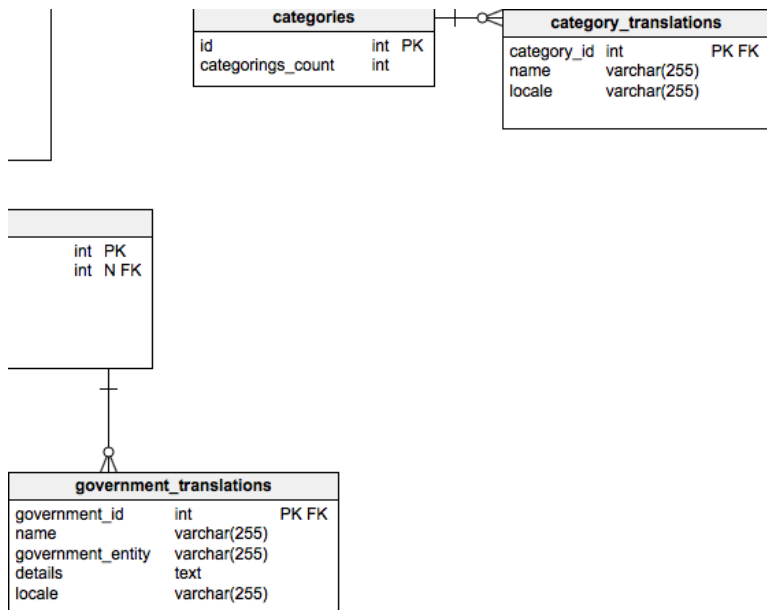 categories
id int PK
categorings_count int
category_translations
category_id int PK FK
name varchar(255)
locale varchar(255)
int PK
int N FK
government_translations
government_id int PK FK
name varchar(255)
government_entity varchar(255)
details text
locale varchar(255)